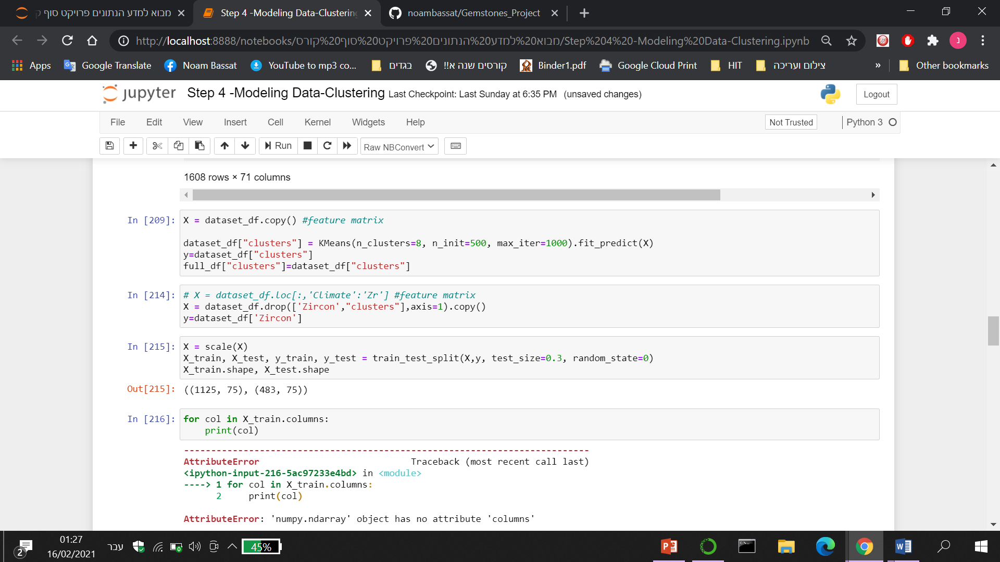 מבוא למדע הנתונים פרויקט סוף ק
Step 4 -Modeling Data-Clustering
noambassat/Gemstones_Project
http://localhost:8888/notebooks/מבוא%20למדע%20הנתונים%20פרויקט%20סוף%20קורס/Step%204%20-Modeling%20Data-Clustering.ipynb
נ
Apps Google Translate Noam Bassat YouTube to mp3 co... בגדים קורסים שנה א!! Binder1.pdf Google Cloud Print HIT צילום ועריכה » Other bookmarks
jupyter Step 4 -Modeling Data-Clustering Last Checkpoint: Last Sunday at 6:35 PM (unsaved changes) Logout
File Edit View Insert Cell Kernel Widgets Help Not Trusted Python 3
Run Raw NBConvert
1608 rows × 71 columns
In [209]: X = dataset_df.copy() #feature matrix
dataset_df["clusters"] = KMeans(n_clusters=8, n_init=500, max_iter=1000).fit_predict(X)
y=dataset_df["clusters"]
full_df["clusters"]=dataset_df["clusters"]
In [214]: # X = dataset_df.loc[:,'Climate':'Zr'] #feature matrix
X = dataset_df.drop(['Zircon',"clusters"],axis=1).copy()
y=dataset_df['Zircon']
In [215]: X = scale(X)
X_train, X_test, y_train, y_test = train_test_split(X,y, test_size=0.3, random_state=0)
X_train.shape, X_test.shape
Out[215]: ((1125, 75), (483, 75))
In [216]: for col in X_train.columns:
print(col)
---------------------------------------------------------------------------
AttributeError Traceback (most recent call last)
<ipython-input-216-5ac97233e4bd> in <module>
----> 1 for col in X_train.columns:
2 print(col)
AttributeError: 'numpy.ndarray' object has no attribute 'columns'
2 01:27 עבר 45%
16/02/2021